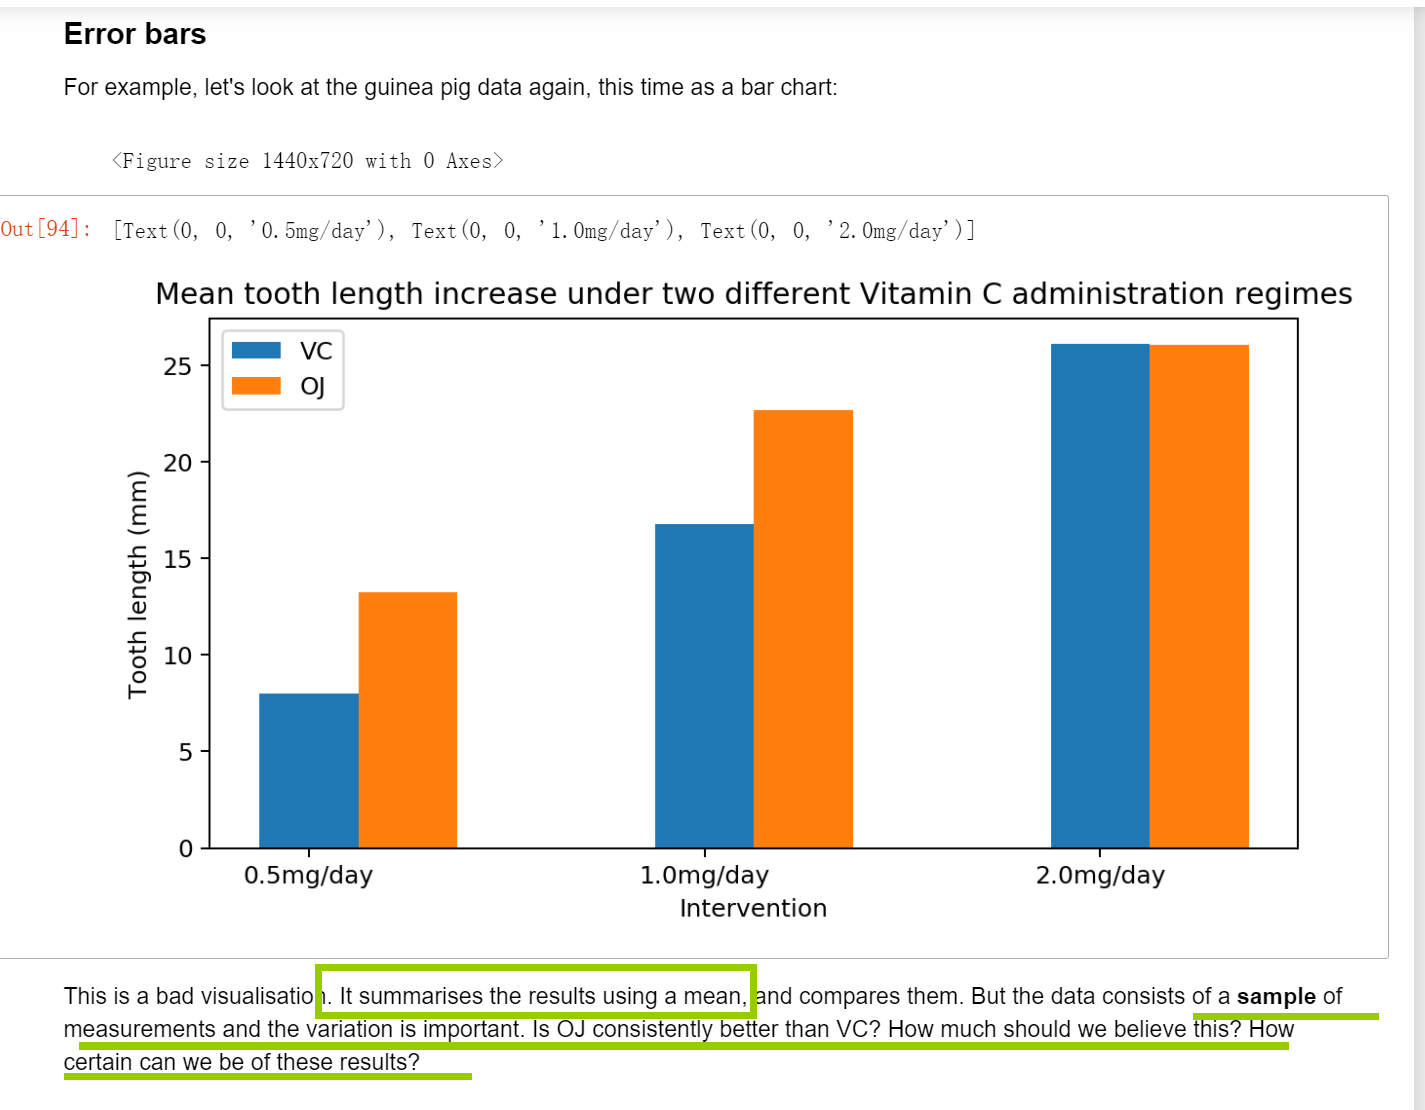 Error bars
For example, let's look at the guinea pig data again, this time as a bar chart:
<Figure size 1440x720 with 0 Axes>
Out[94]: [Text(0, 0, '0.5mg/day'), Text(0, 0, '1.0mg/day'), Text(0, 0, '2.0mg/day')]
Mean tooth length increase under two different Vitamin C administration regimes
VC
OJ
25
20
15
10
5
0
Tooth length (mm)
0.5mg/day 1.0mg/day 2.0mg/day
Intervention
This is a bad visualisation. It summarises the results using a mean, and compares them. But the data consists of a sample of
measurements and the variation is important. Is OJ consistently better than VC? How much should we believe this? How
certain can we be of these results?